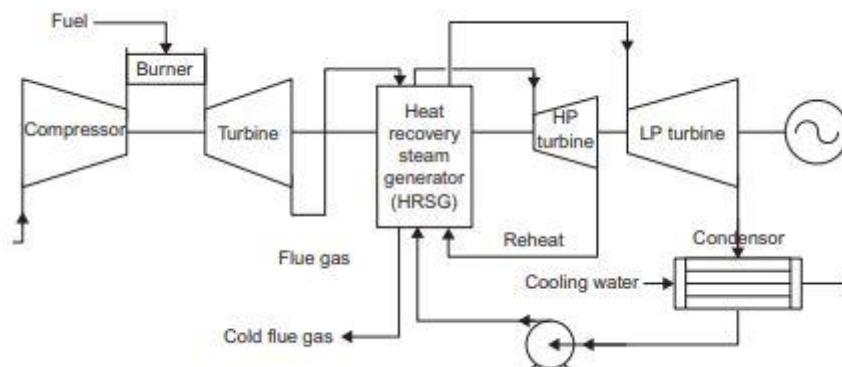 Fuel
Burner
Compressor
Turbine
Heat
recovery
steam
generator
(HRSG)
HP
turbine
LP turbine
Flue gas
Reheat
Condensor
Cooling water
Cold flue gas